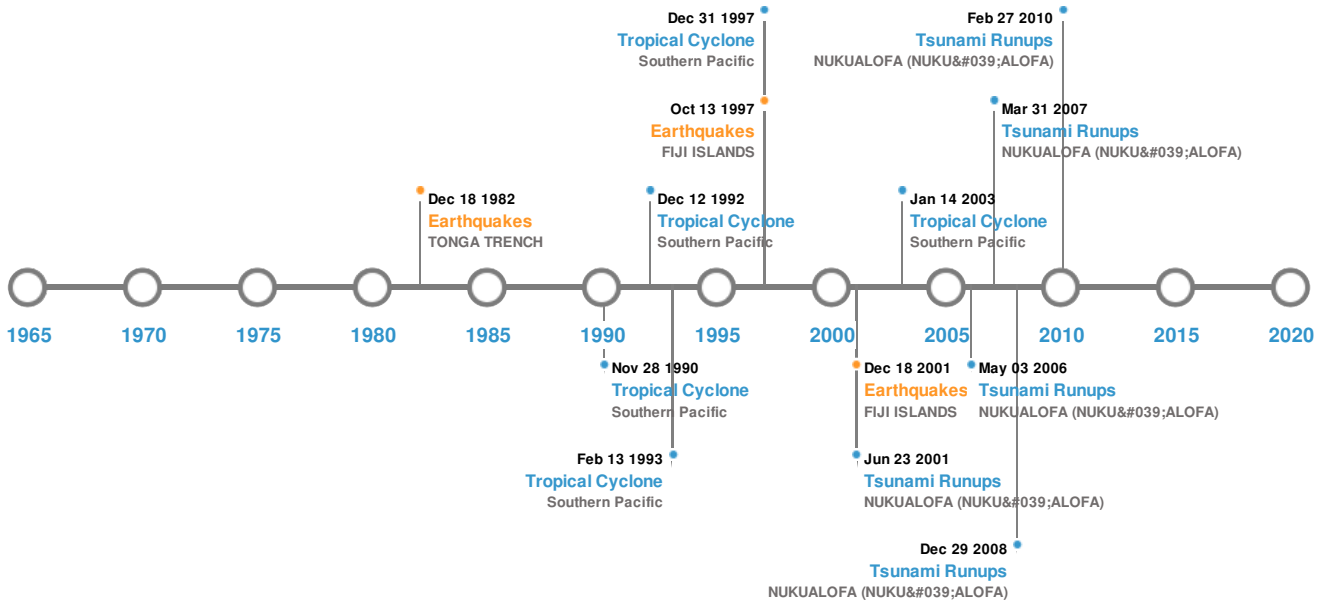 Dec 31 1997
Tropical Cyclone
Southern Pacific
Feb 27 2010
Tsunami Runups
NUKUALOFA (NUKU&#039;ALOFA)
Oct 13 1997
Earthquakes
FIJI ISLANDS
Mar 31 2007
Tsunami Runups
NUKUALOFA (NUKU&#039;ALOFA)
Dec 18 1982
Earthquakes
TONGA TRENCH
Dec 12 1992
Tropical Cyclone
Southern Pacific
Jan 14 2003
Tropical Cyclone
Southern Pacific
1965 1970 1975 1980 1985 1990 1995 2000 2005 2010 2015 2020
Nov 28 1990
Tropical Cyclone
Southern Pacific
Dec 18 2001
Earthquakes
FIJI ISLANDS
May 03 2006
Tsunami Runups
NUKUALOFA (NUKU&#039;ALOFA)
Feb 13 1993
Tropical Cyclone
Southern Pacific
Jun 23 2001
Tsunami Runups
NUKUALOFA (NUKU&#039;ALOFA)
Dec 29 2008
Tsunami Runups
NUKUALOFA (NUKU&#039;ALOFA)